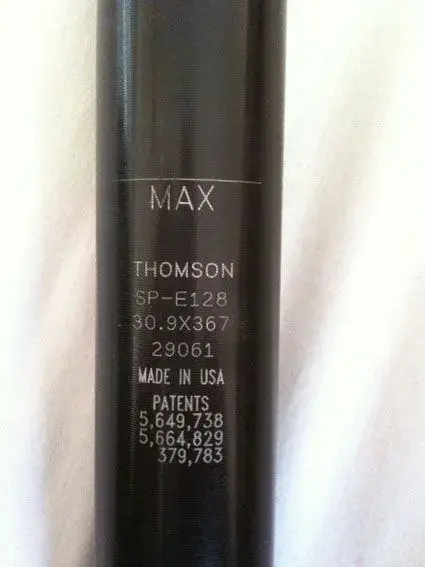 MAX
THOMSON
SP-E128
30.9X367
29061
MADE IN USA
PATENTS
5,649,738
5,664,829
379,783